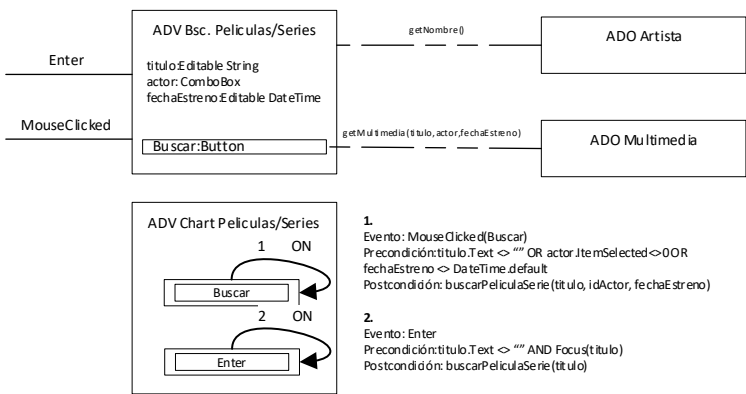 ADV Bsc. Peliculas/Series
getNombre()
ADO Artista
Enter
titulo:Editable String
actor: ComboBox
fechaEstreno:Editable DateTime
MouseClicked
getMultimedia(titulo,actor,fechaEstreno)
ADO Multimedia
Buscar:Button
ADV Chart Peliculas/Series
1 ON
Buscar
2 ON
Enter
1.
Evento: MouseClicked(Buscar)
Precondición:titulo.Text <> “” OR actor.ItemSelected<>0 OR
fechaEstreno <> DateTime.default
Postcondición: buscarPeliculaSerie(titulo, idActor, fechaEstreno)
2.
Evento: Enter
Precondición:titulo.Text <> “” AND Focus(titulo)
Postcondición: buscarPeliculaSerie(titulo)